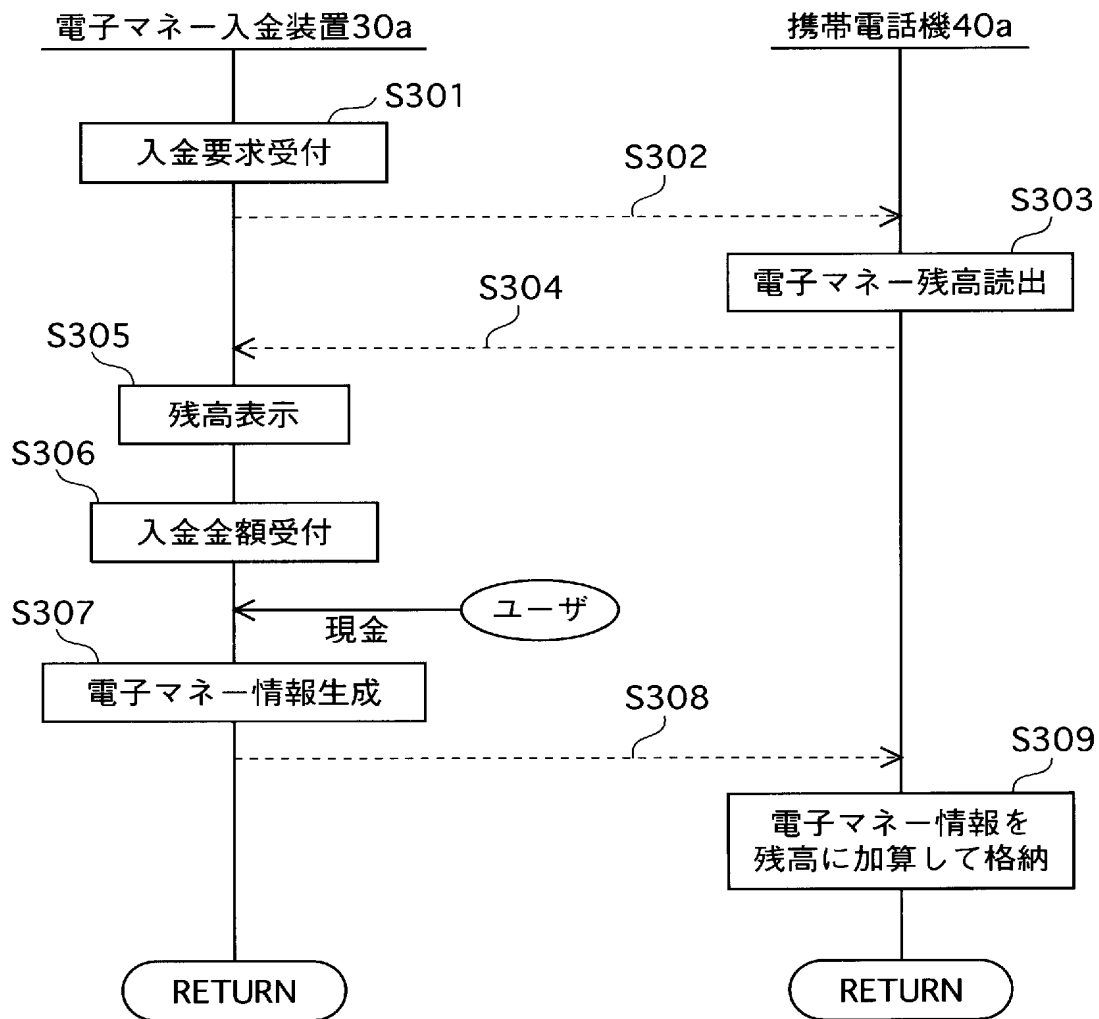 電子マネー入金装置30a
携帯電話機40a
S301
入金要求受付
S302
S303
電子マネー残高読出
S304
S305
残高表示
S306
入金金額受付
ユーザ
現金
S307
電子マネー情報生成
S308
S309
電子マネー情報を
残高に加算して格納
RETURN
RETURN